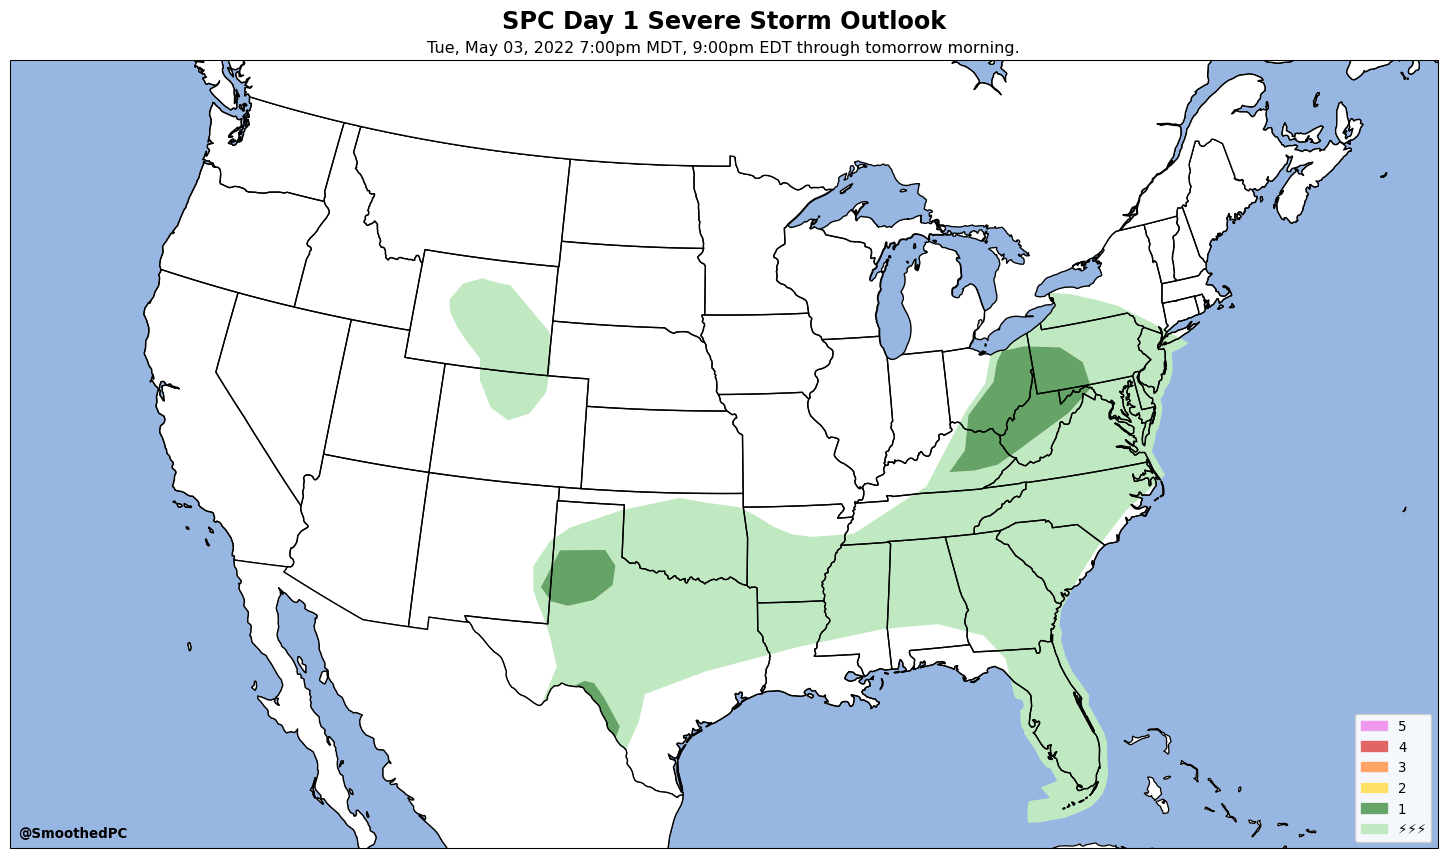 SPC Day 1 Severe Storm Outlook
Tue, May 03, 2022 7:00pm MDT, 9:00pm EDT through tomorrow morning.
5
4
3
2
1
⚡⚡⚡
@SmoothedPC